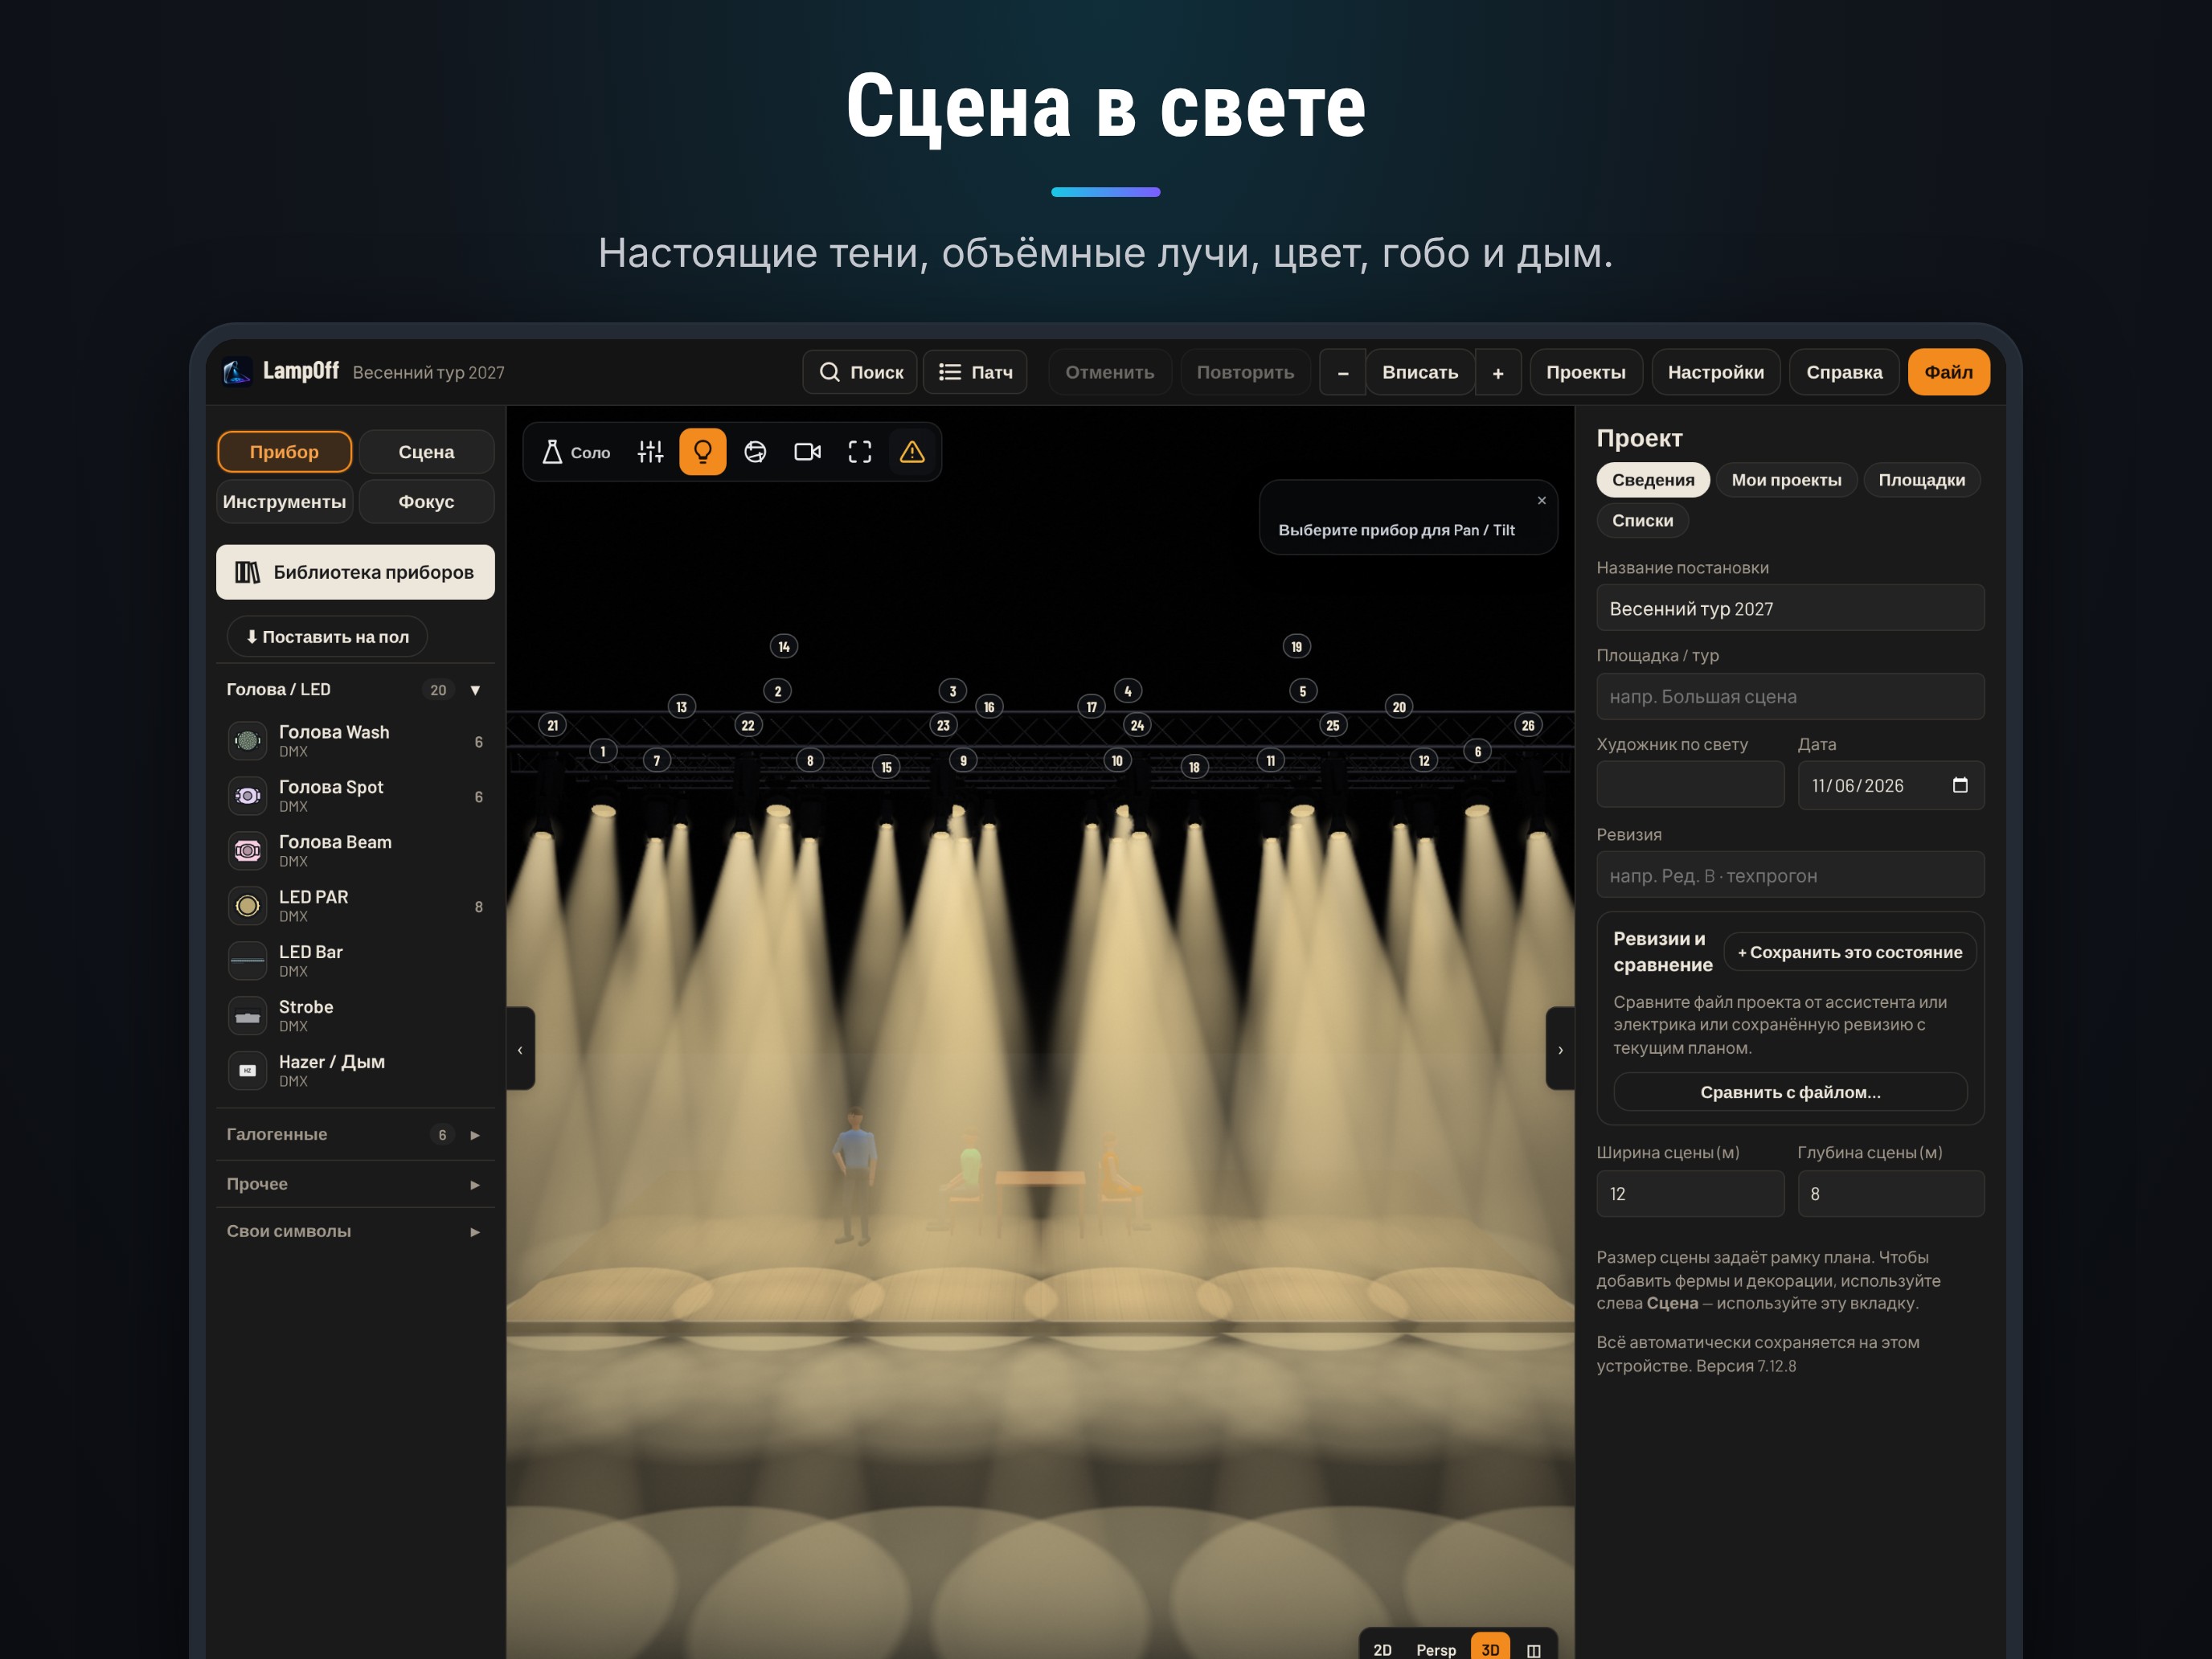 Сцена в свете
Настоящие тени, объёмные лучи, цвет, гобо и дым.
LampOff Весенний тур 2027
Поиск
Патч
Отменить
Повторить
– Вписать +
Проекты
Настройки
Справка
Файл
Прибор
Сцена
Инструменты
Фокус
Библиотека приборов
⬇ Поставить на пол
Голова / LED 20 ▼
Голова Wash 6
DMX
Голова Spot 6
DMX
Голова Beam
DMX
LED PAR 8
DMX
LED Bar
DMX
Strobe
DMX
Hazer / Дым
DMX
HZ
Галогенные 6 ▸
Прочее ▸
Свои символы ▸
Соло
×
Выберите прибор для Pan / Tilt
14 19
2 3 4 5
13 16 17 20
21 22 23 24 25 26
1 6
7 8 9 10 11 12
15 18
‹
›
2D Persp 3D
Проект
Сведения
Мои проекты
Площадки
Списки
Название постановки
Весенний тур 2027
Площадка / тур
напр. Большая сцена
Художник по свету
Дата
11/06/2026
Ревизия
напр. Ред. B · техпрогон
Ревизии и
сравнение
+ Сохранить это состояние
Сравните файл проекта от ассистента или
электрика или сохранённую ревизию с
текущим планом.
Сравнить с файлом...
Ширина сцены (м)
Глубина сцены (м)
12
8
Размер сцены задаёт рамку плана. Чтобы
добавить фермы и декорации, используйте
слева Сцена – используйте эту вкладку.
Всё автоматически сохраняется на этом
устройстве. Версия 7.12.8